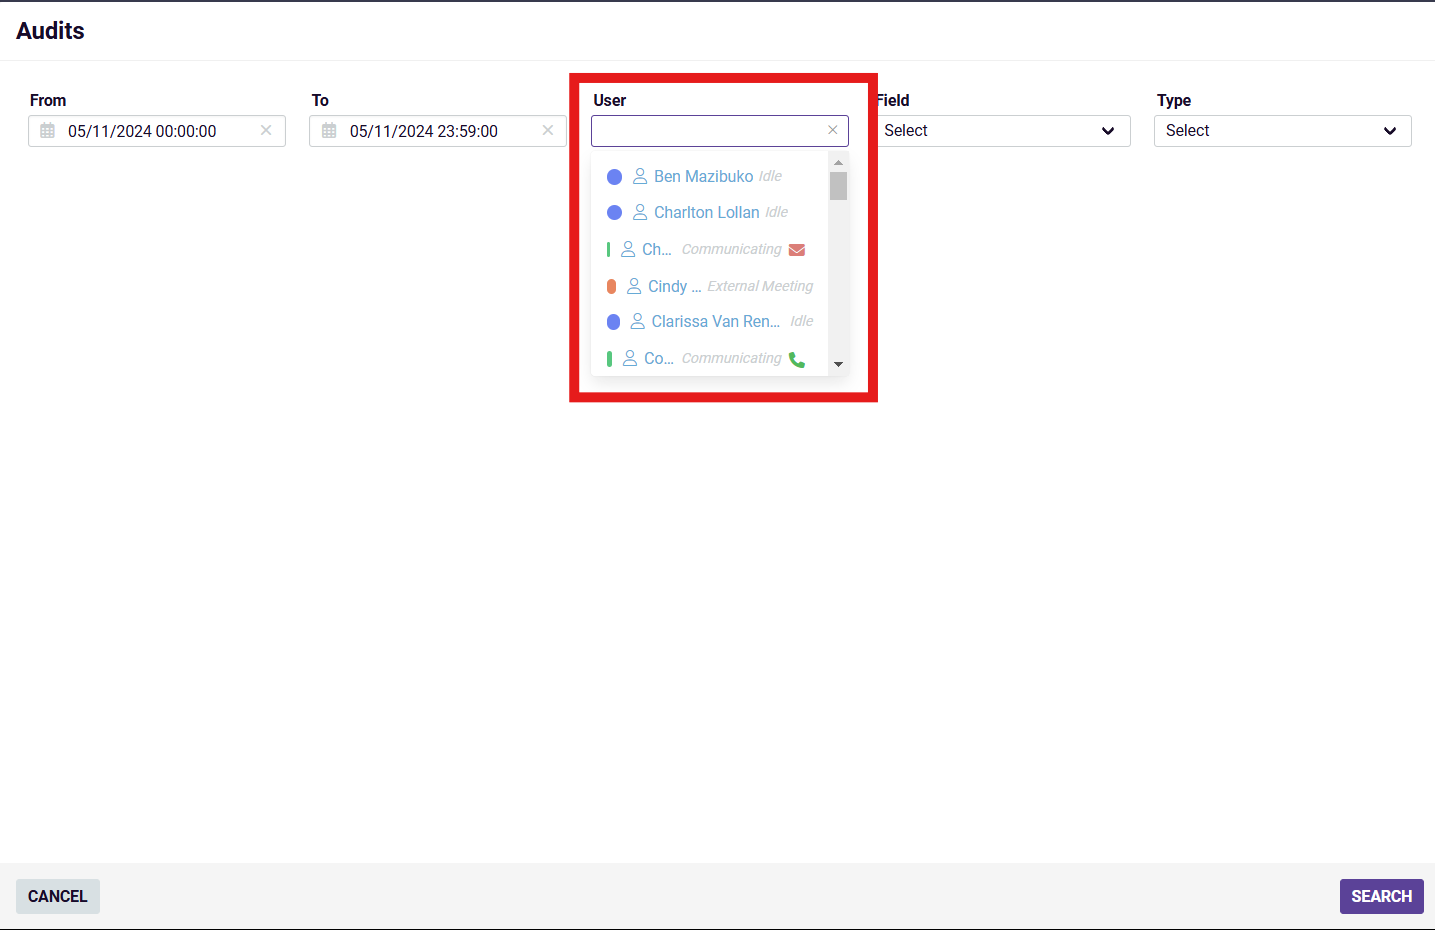 Audits
From
To
User
Field
Type
05/11/2024 00:00:00
05/11/2024 23:59:00
Select
Select
Ben Mazibuko Idle
Charlton Lollan Idle
Ch... Communicating
Cindy ... External Meeting
Clarissa Van Ren... Idle
Co... Communicating
CANCEL
SEARCH